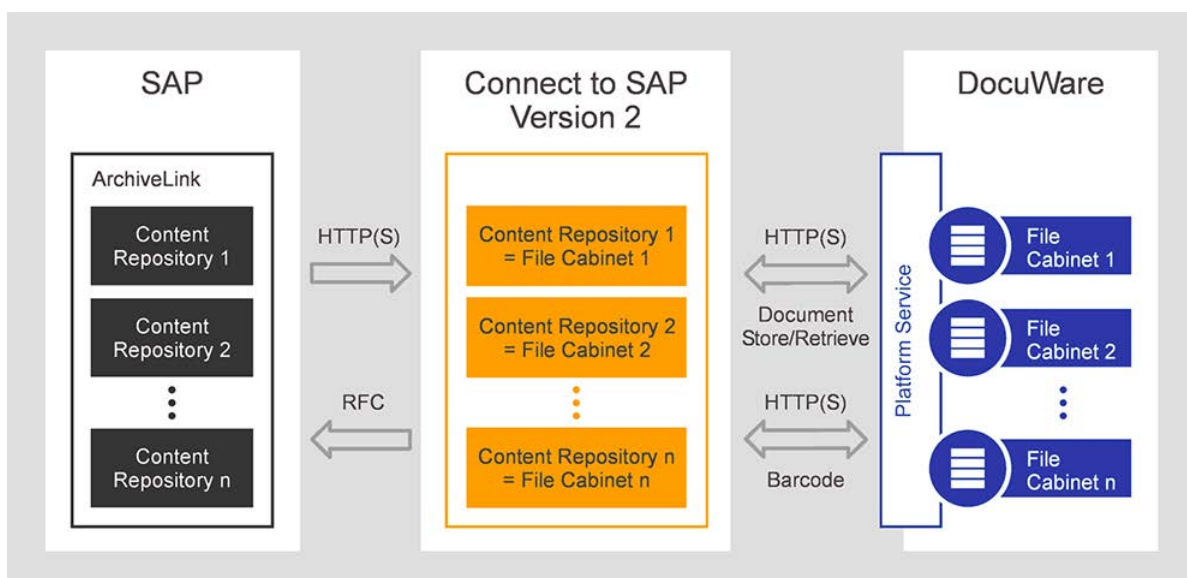 SAP
ArchiveLink
Content
Repository 1
Content
Repository 2
Content
Repository n
HTTP(S)
RFC
Connect to SAP
Version 2
Content Repository 1
= File Cabinet 1
Content Repository 2
= File Cabinet 2
Content Repository n
= File Cabinet n
HTTP(S)
Document
Store/Retrieve
HTTP(S)
Barcode
DocuWare
Platform Service
File
Cabinet 1
File
Cabinet 2
File
Cabinet n